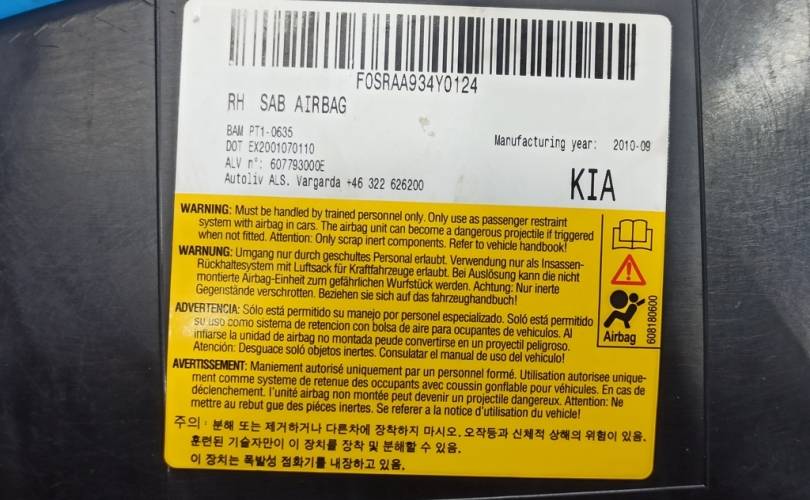 F0SRAA934Y0124
RH SAB AIRBAG
BAM PT1-0635
DOT EX2001070110
ALV n°: 607793000E
Autoliv ALS. Vargarda +46 322 626200
Manufacturing year: 2010-09
KIA
WARNING: Must be handled by trained personnel only. Only use as passenger restraint
system with airbag in cars. The airbag unit can become a dangerous projectile if triggered
when not fitted. Attention: Only scrap inert components. Refer to vehicle handbook!
WARNUNG: Umgang nur durch geschultes Personal erlaubt. Verwendung nur als Insassen-
Rückhaltesystem mit Luftsack für Kraftfahrzeuge erlaubt. Bei Auslösung kann die nicht
montierte Airbag-Einheit zum gefährlichen Wurfstück werden. Achtung: Nur inerte
Gegenstände verschrotten. Beziehen sie sich auf das fahrzeughandbuch!
ADVERTENCIA: Sólo está permitido su manejo por personel especializado. Soló está permitido
su uso como sistema de retencion con bolsa de aire para ocupantes de vehiculos. Al
infiarse la unidad de airbag no montada peude convertirse en un proyectil peligroso.
Atención: Desguace soló objetos inertes. Consulatar el manual de uso del vehiculo!
AVERTISSEMENT: Maniement autorisé uniquement par un personnel formé. Utilisation autorisee unique-
ment comme systeme de retenue des occupants avec coussin gonflable pour véhicules. En cas de
déclenchement. l'unité airbag non montée peut devenir un projectile dangereux. Attention: Ne
mettre au rebut gue des piéces inertes. Se referer a la notice d'utilisation du vehicule!
주의: 분해 또는 제거하거나 다른차에 장착하지 마시오. 오작동과 신체적 상해의 위험이 있음.
훈련된 기술자만이 이 장치를 장착 및 분해할 수 있음.
이 장치는 폭발성 점화기를 내장하고 있음.
Airbag
608180600